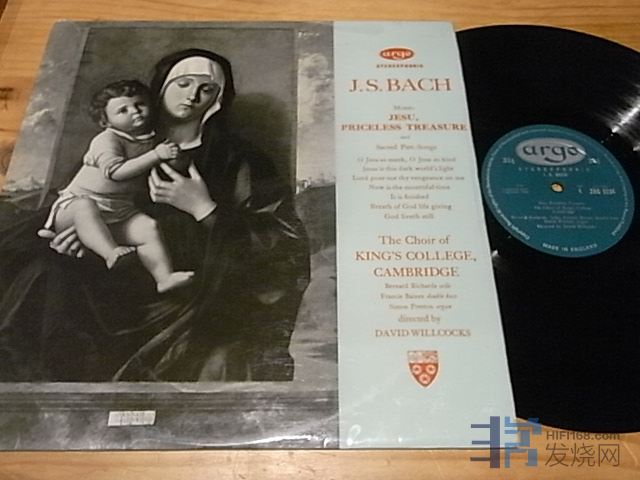 argo
STEREOPHONIC
J. S. BACH
Motet:
JESU,
PRICELESS TREASURE
and
Sacred Part-Songs
O Jesu so meek, O Jesu so kind
Jesus is this dark world's light
Lord pour not thy vengeance on me
Now is the mournful time
It is finished
Breath of God life-giving
God liveth still
The Choir of
KING'S COLLEGE,
CAMBRIDGE
Bernard Richards cello
Francis Baines double bass
Simon Preston organ
directed by
DAVID WILLCOCKS
argo
STEREOPHONIC
J. S. BACH
MADE IN ENGLAND
HIFI168.com
发烧网